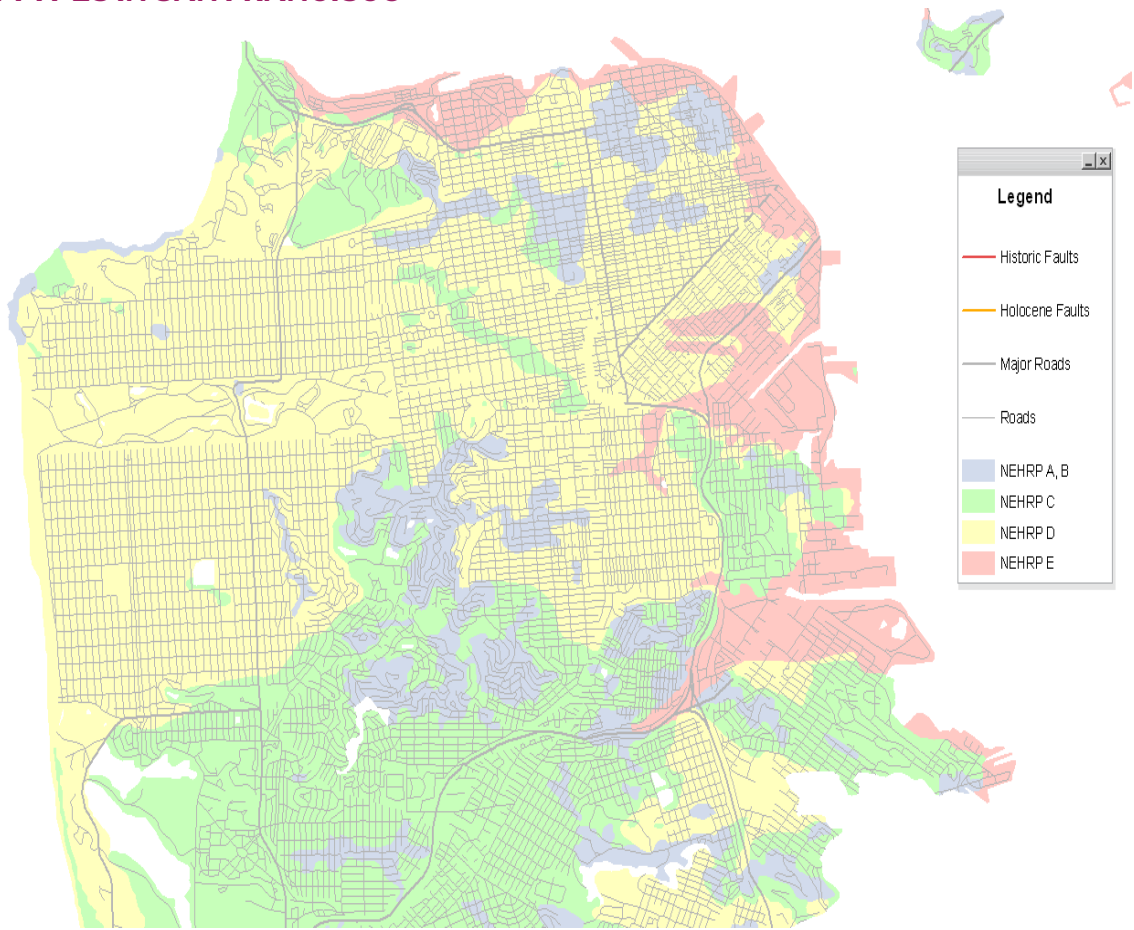 Legend
Historic Faults
Holocene Faults
Major Roads
Roads
NEHRP A, B
NEHRP C
NEHRP D
NEHRP E